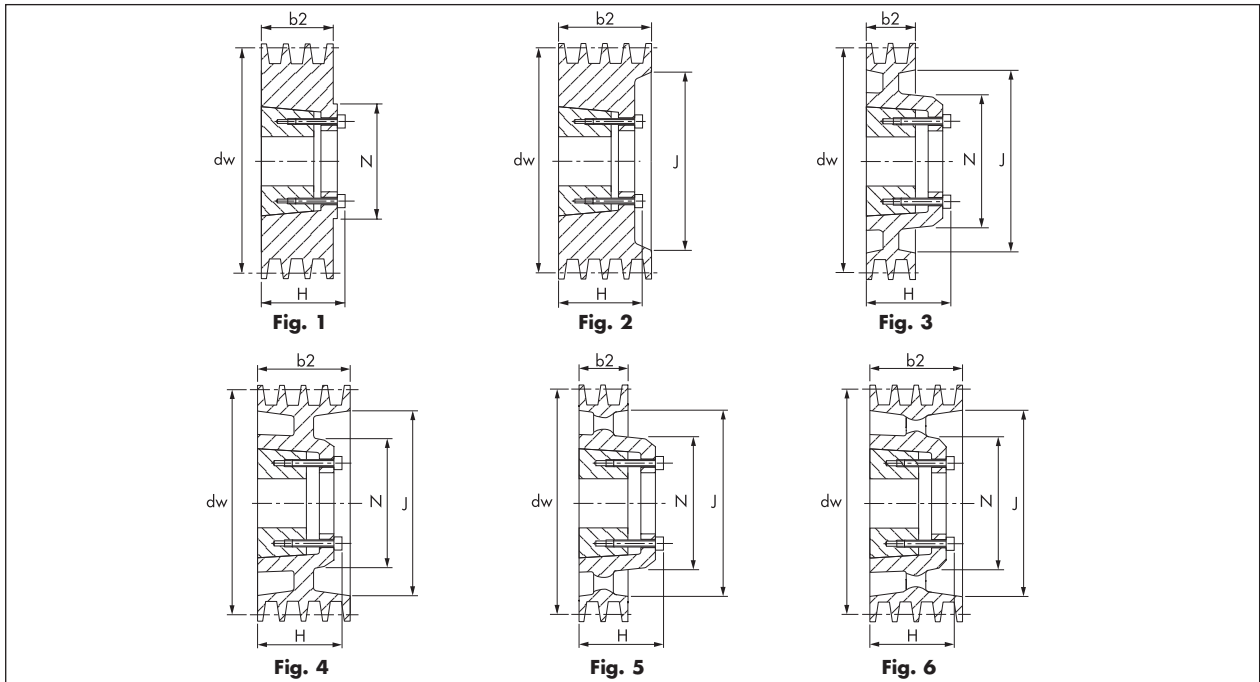 b2
b2
b2
dw
N
H
Fig. 1
dw
J
H
Fig. 2
dw
N
J
H
Fig. 3
b2
b2
b2
dw
N
J
H
Fig. 4
dw
N
J
H
Fig. 5
dw
N
J
H
Fig. 6